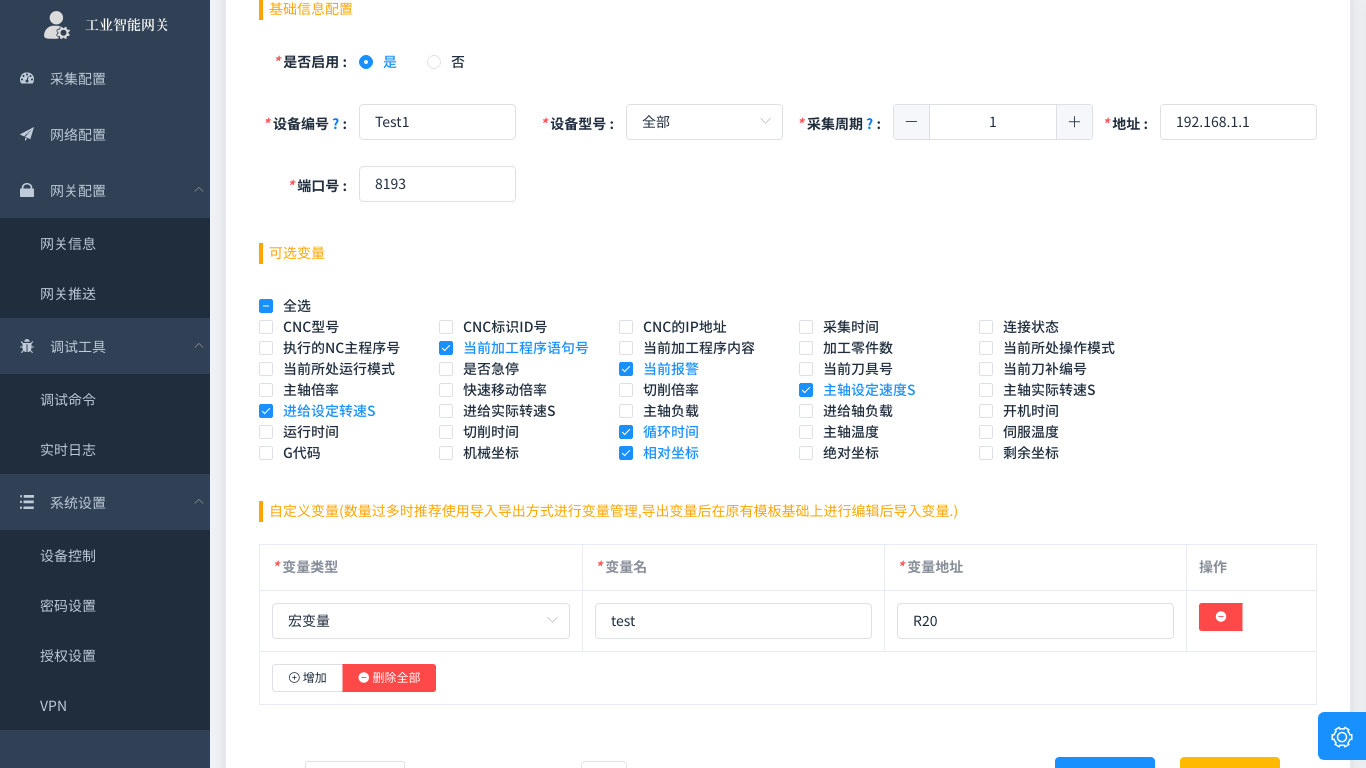 工业智能网关
采集配置
网络配置
网关配置
网关信息
网关推送
调试工具
调试命令
实时日志
系统设置
设备控制
密码设置
授权设置
VPN
基础信息配置
*是否启用： 是 否
*设备编号?： Test1 *设备型号： 全部 *采集周期?： 1 *地址： 192.168.1.1
*端口号： 8193
可选变量
全选
CNC型号 CNC标识ID号 CNC的IP地址 采集时间 连接状态
执行的NC主程序号 当前加工程序语句号 当前加工程序内容 加工零件数 当前所处操作模式
当前所处运行模式 是否急停 当前报警 当前刀具号 当前刀补编号
主轴倍率 快速移动倍率 切削倍率 主轴设定速度S 主轴实际转速S
进给设定转速S 进给实际转速S 主轴负载 进给轴负载 开机时间
运行时间 切削时间 循环时间 主轴温度 伺服温度
G代码 机械坐标 相对坐标 绝对坐标 剩余坐标
自定义变量(数量过多时推荐使用导入导出方式进行变量管理,导出变量后在原有模板基础上进行编辑后导入变量.)
*变量类型 *变量名 *变量地址 操作
宏变量 test R20
增加 删除全部